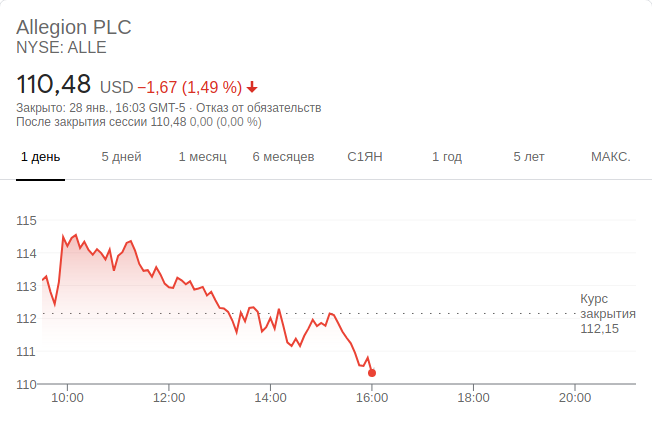 Allegion PLC
NYSE: ALLE
110,48 USD −1,67 (1,49 %)
Закрыто: 28 янв., 16:03 GMT-5 · Отказ от обязательств
После закрытия сессии 110,48 0,00 (0,00 %)
1 день 5 дней 1 месяц 6 месяцев С1ЯН 1 год 5 лет МАКС.
115
114
113
112
111
110
Курс
закрытия
112,15
10:00 12:00 14:00 16:00 18:00 20:00